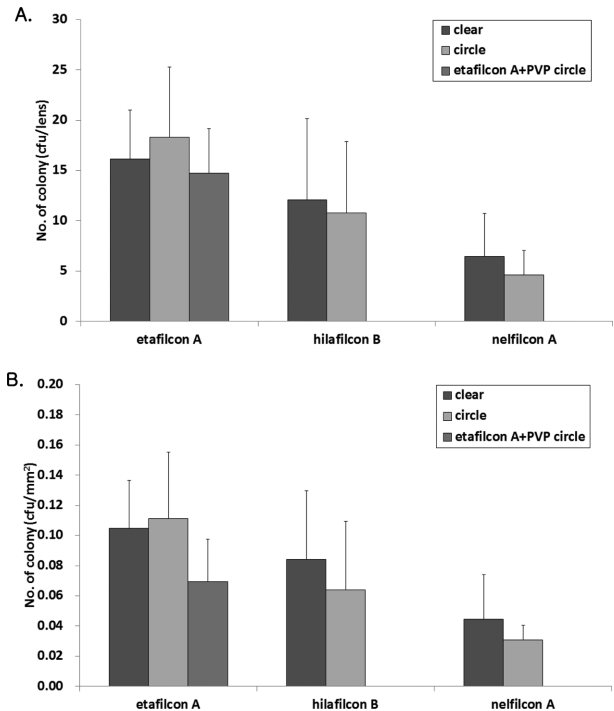 A.
30
25
20
15
10
5
0
No. of colony (cfu/lens)
clear
circle
etafilcon A+PVP circle
etafilcon A
hilafilcon B
nelfilcon A
B.
0.20
0.18
0.16
0.14
0.12
0.10
0.08
0.06
0.04
0.02
0.00
No. of colony (cfu/mm²)
clear
circle
etafilcon A+PVP circle
etafilcon A
hilafilcon B
nelfilcon A